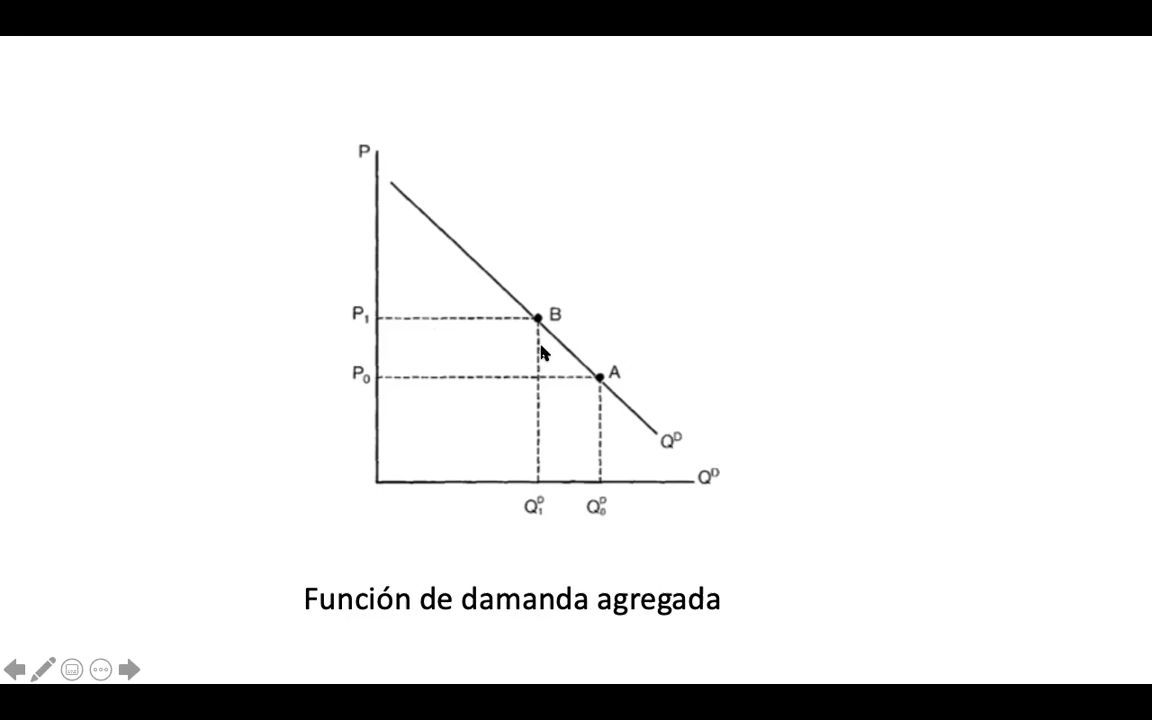 P
P₁
B
P₀
A
Qᴰ
Qᴰ
Q₁ᴰ
Q₀ᴰ
Función de damanda agregada